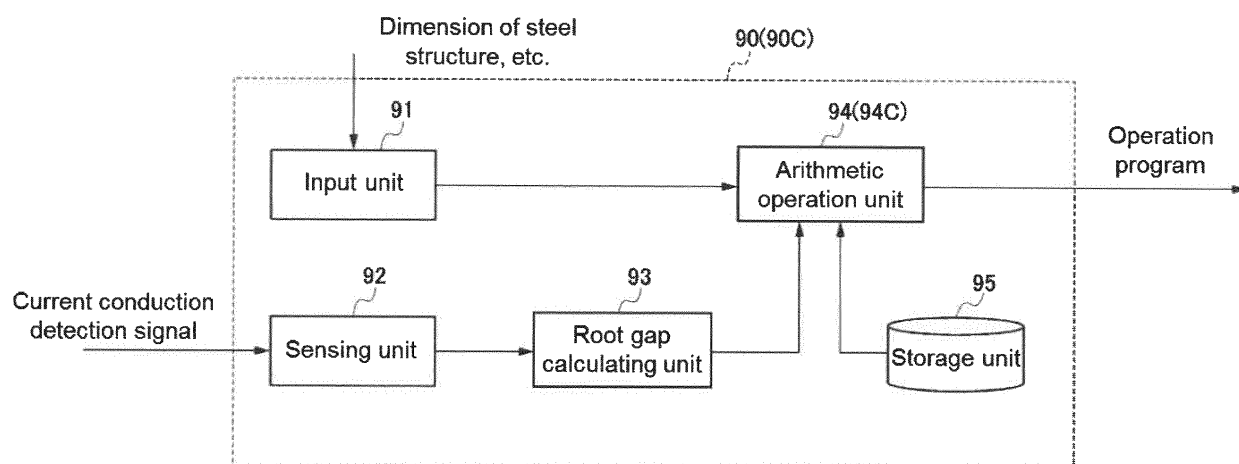 Dimension of steel
structure, etc.
90(90C)
91
Input unit
94(94C)
Arithmetic
operation unit
Operation
program
Current conduction
detection signal
92
Sensing unit
93
Root gap
calculating unit
95
Storage unit